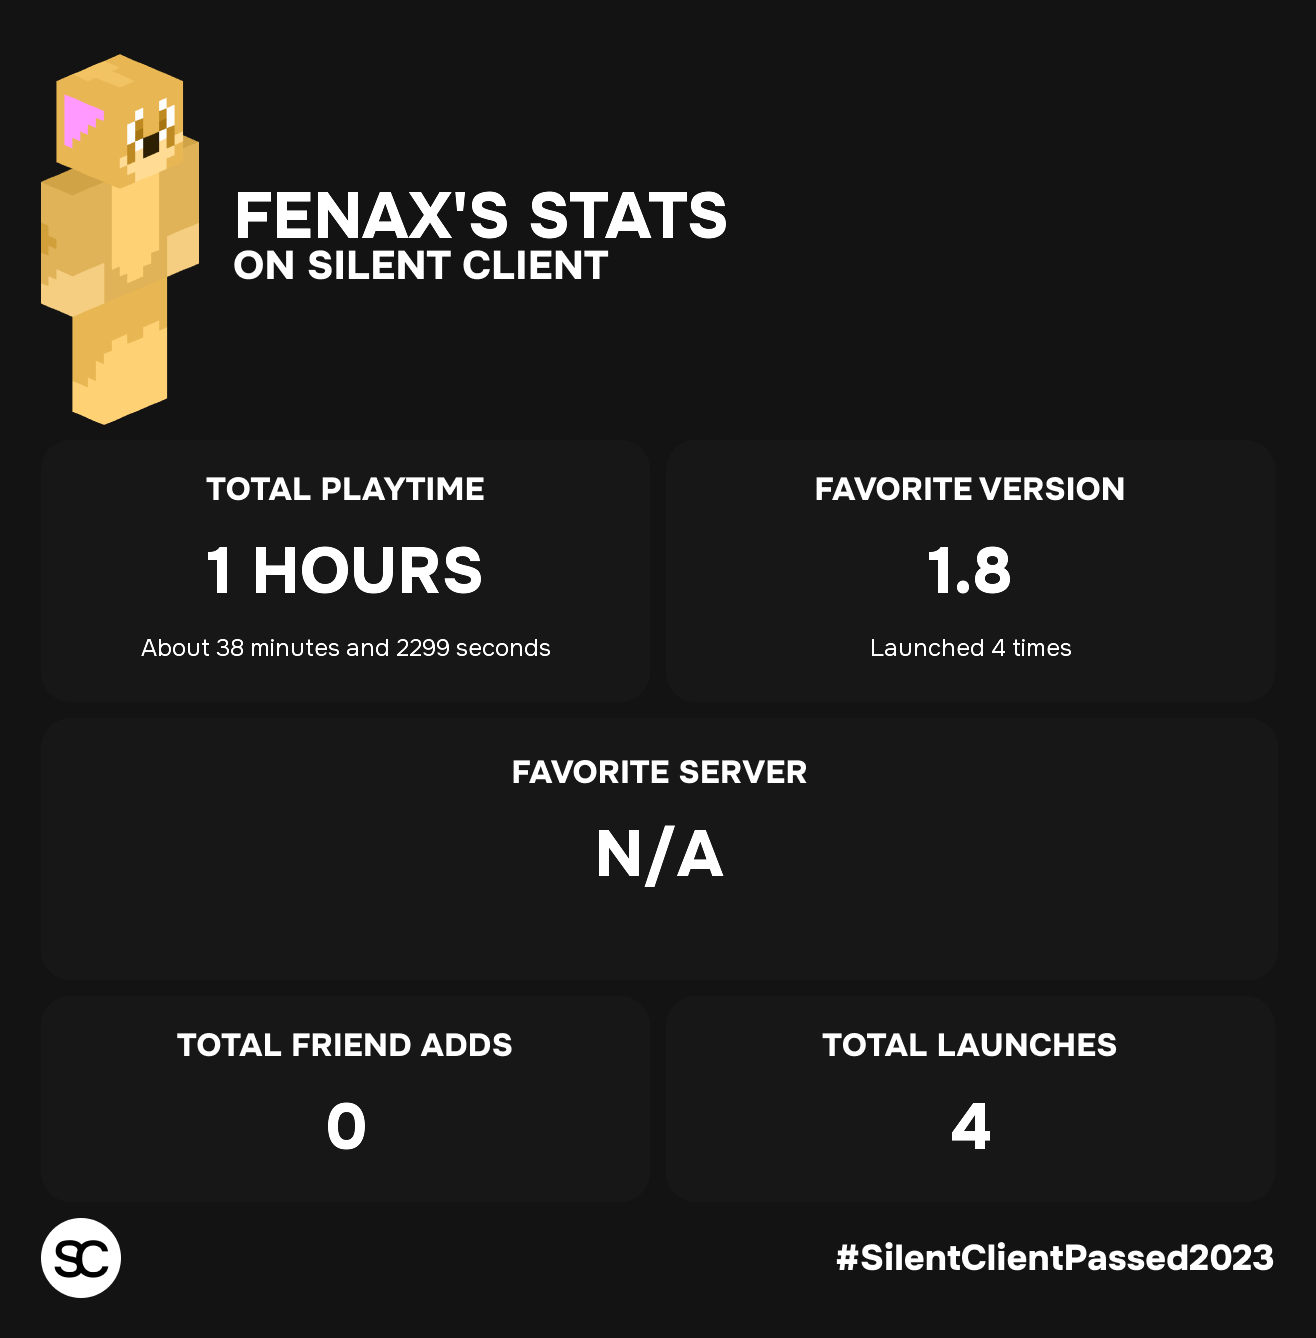 FENAX'S STATS
ON SILENT CLIENT
TOTAL PLAYTIME
1 HOURS
About 38 minutes and 2299 seconds
FAVORITE VERSION
1.8
Launched 4 times
FAVORITE SERVER
N/A
TOTAL FRIEND ADDS
0
TOTAL LAUNCHES
4
SC
#SilentClientPassed2023